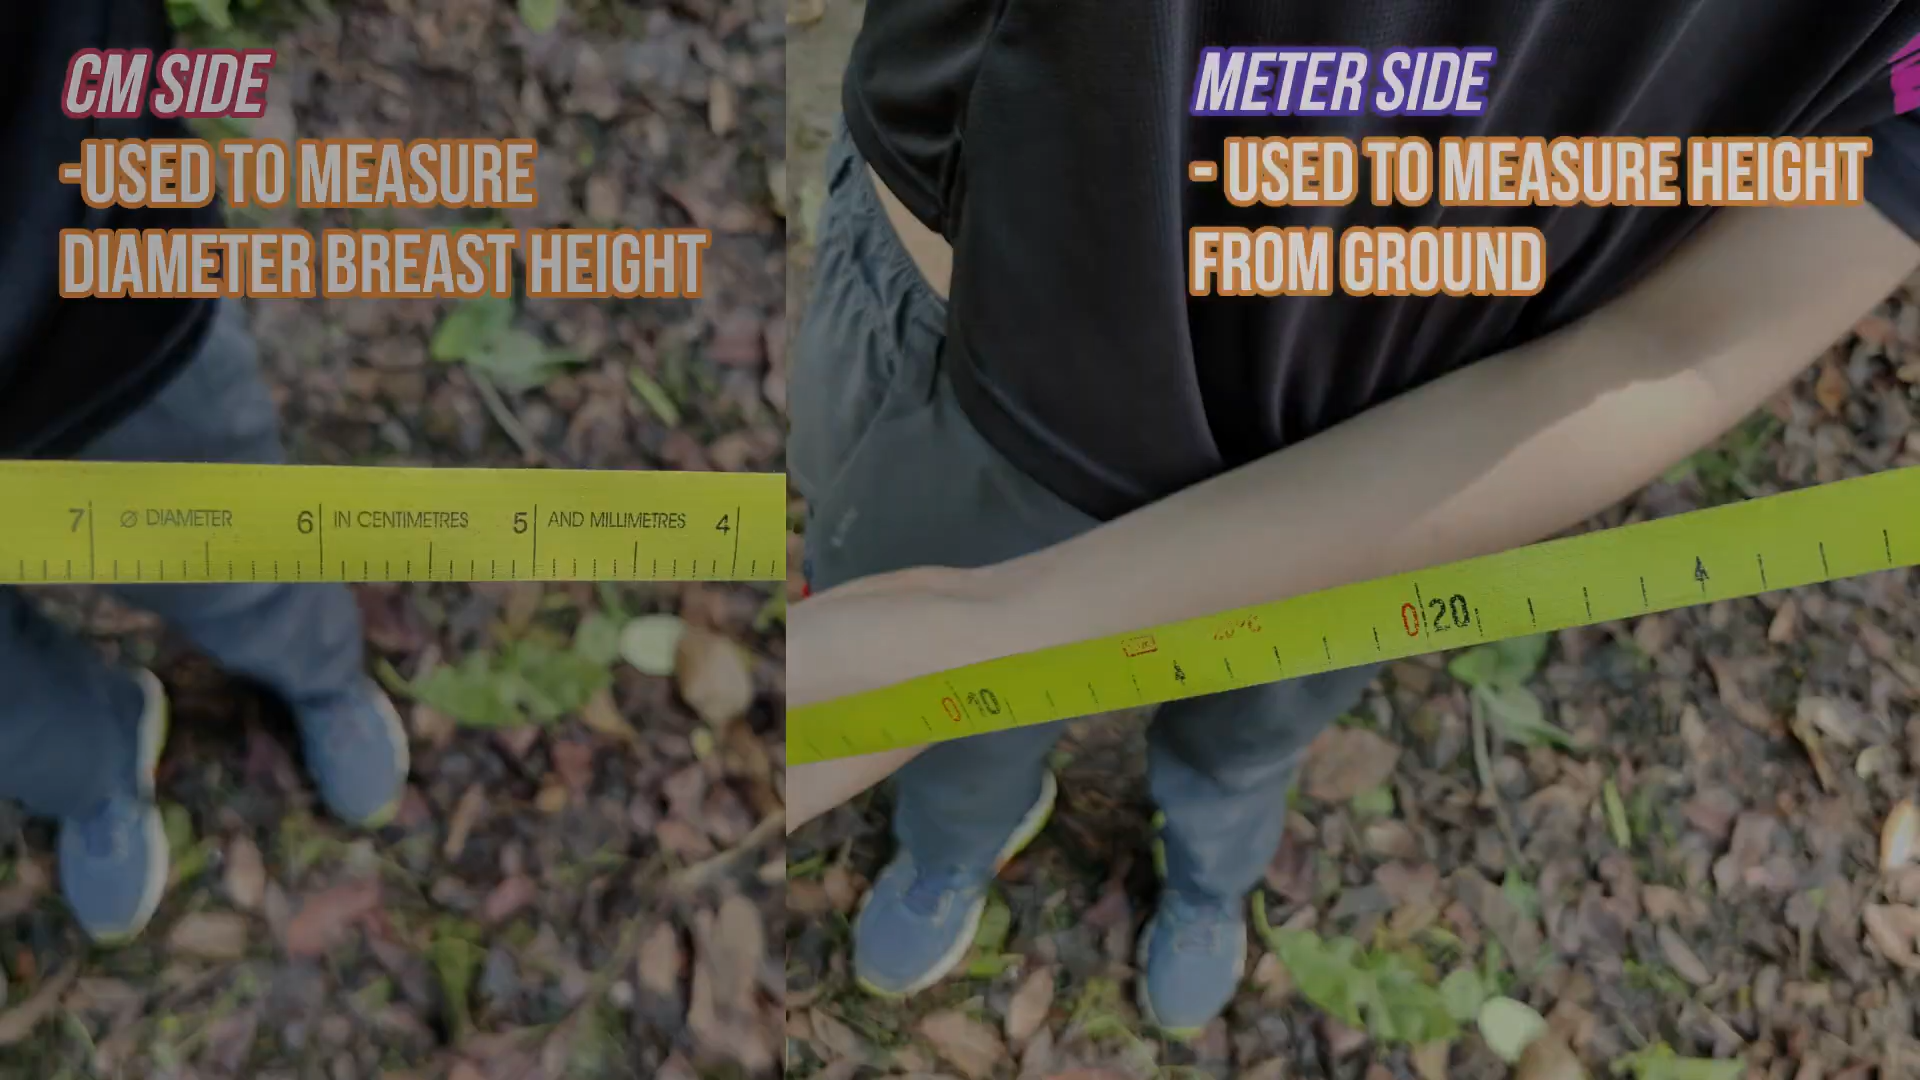 CM SIDE
-USED TO MEASURE
DIAMETER BREAST HEIGHT
METER SIDE
- USED TO MEASURE HEIGHT
FROM GROUND
7 Ø DIAMETER 6 IN CENTIMETRES 5 AND MILLIMETRES 4
0 10 4 0 20 4